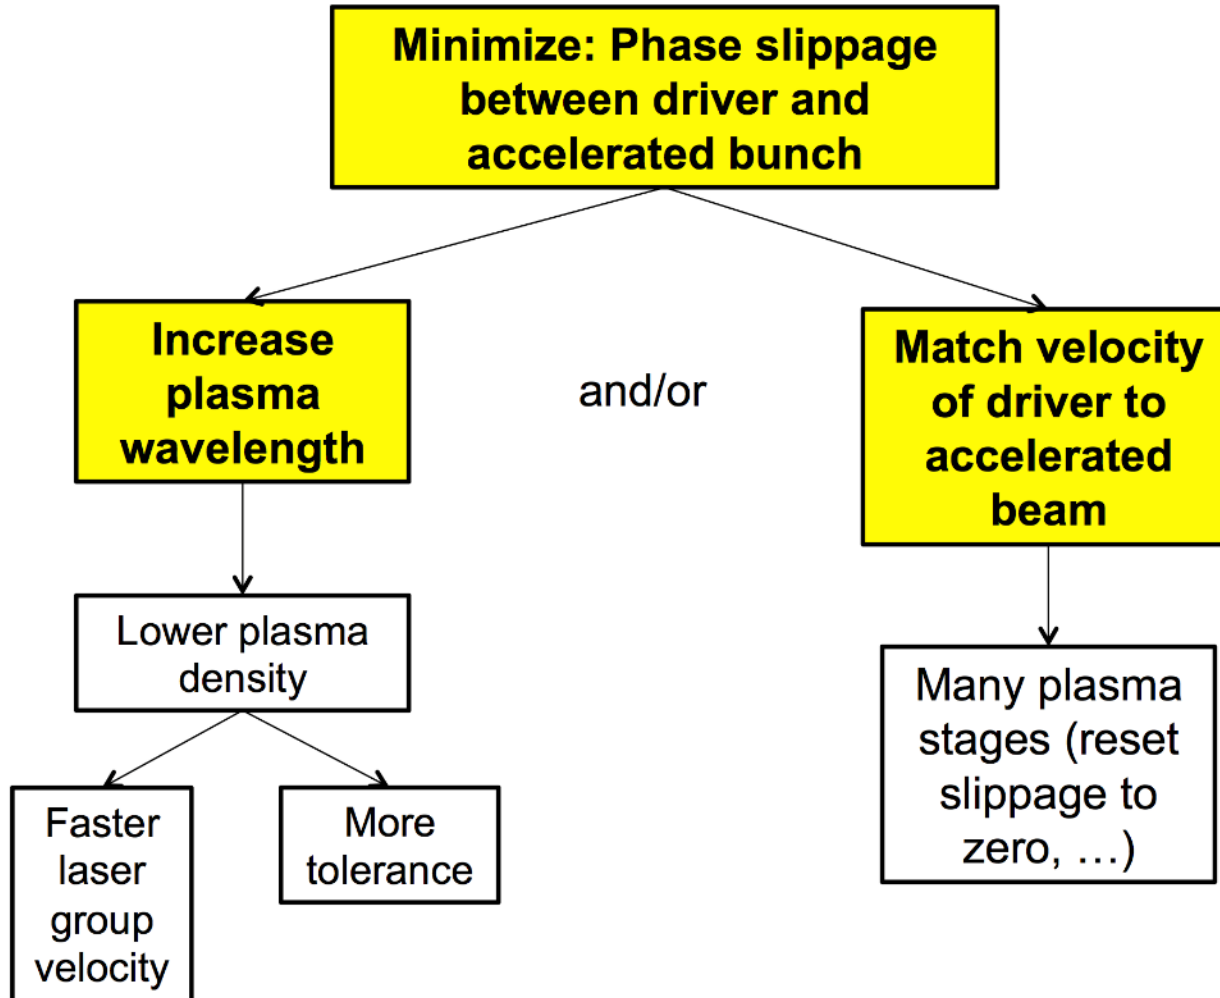 Minimize: Phase slippage
between driver and
accelerated bunch
Increase
plasma
wavelength
and/or
Match velocity
of driver to
accelerated
beam
Lower plasma
density
Many plasma
stages (reset
slippage to
zero, …)
Faster
laser
group
velocity
More
tolerance